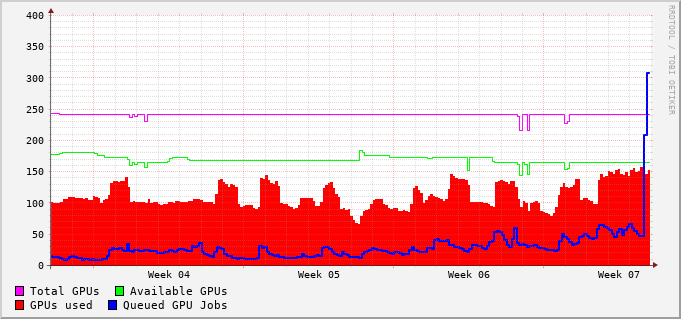 400
350
300
250
200
150
100
50
0
Week 04 Week 05 Week 06 Week 07
Total GPUs Available GPUs
GPUs used Queued GPU Jobs
RRDTOOL / TOBI OETIKER